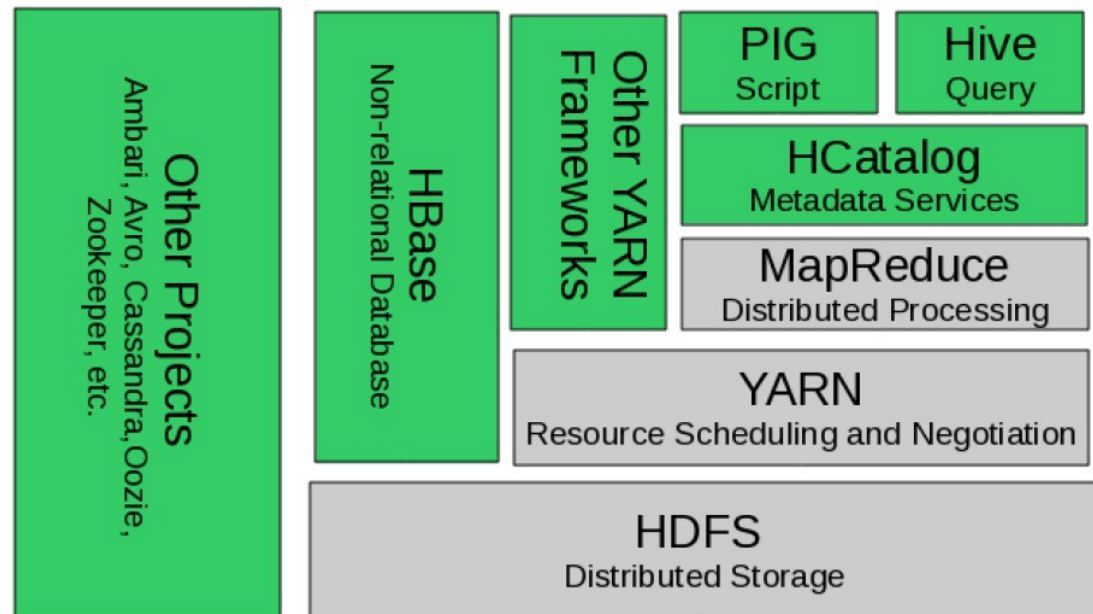 Other Projects
Ambari, Avro, Cassandra,Oozie,
Zookeeper, etc.
HBase
Non-relational Database
Other YARN
Frameworks
PIG
Script
Hive
Query
HCatalog
Metadata Services
MapReduce
Distributed Processing
YARN
Resource Scheduling and Negotiation
HDFS
Distributed Storage